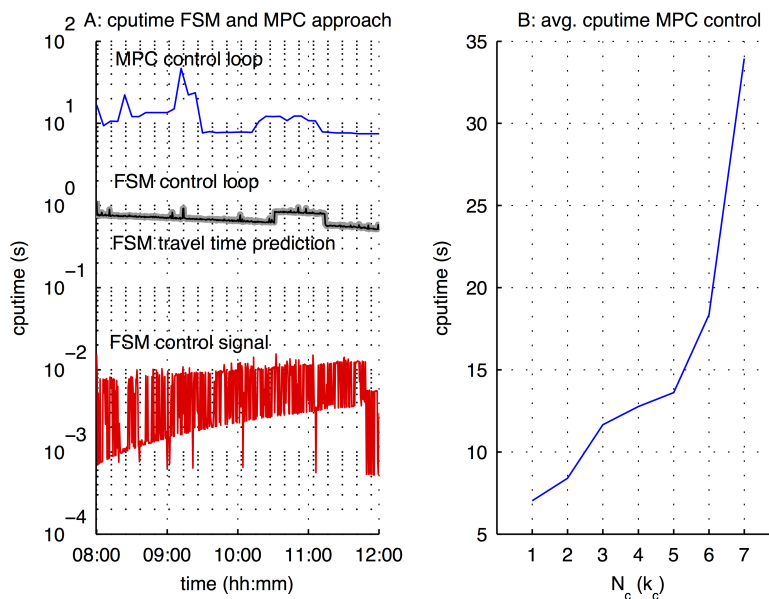 A: cputime FSM and MPC approach
10^2
MPC control loop
10^1
FSM control loop
10^0
FSM travel time prediction
10^−1
FSM control signal
10^−2
10^−3
10^−4
cputime (s)
08:00 09:00 10:00 11:00 12:00
time (hh:mm)
B: avg. cputime MPC control
35
30
25
20
15
10
5
cputime (s)
1 2 3 4 5 6 7
N_c (k_c)